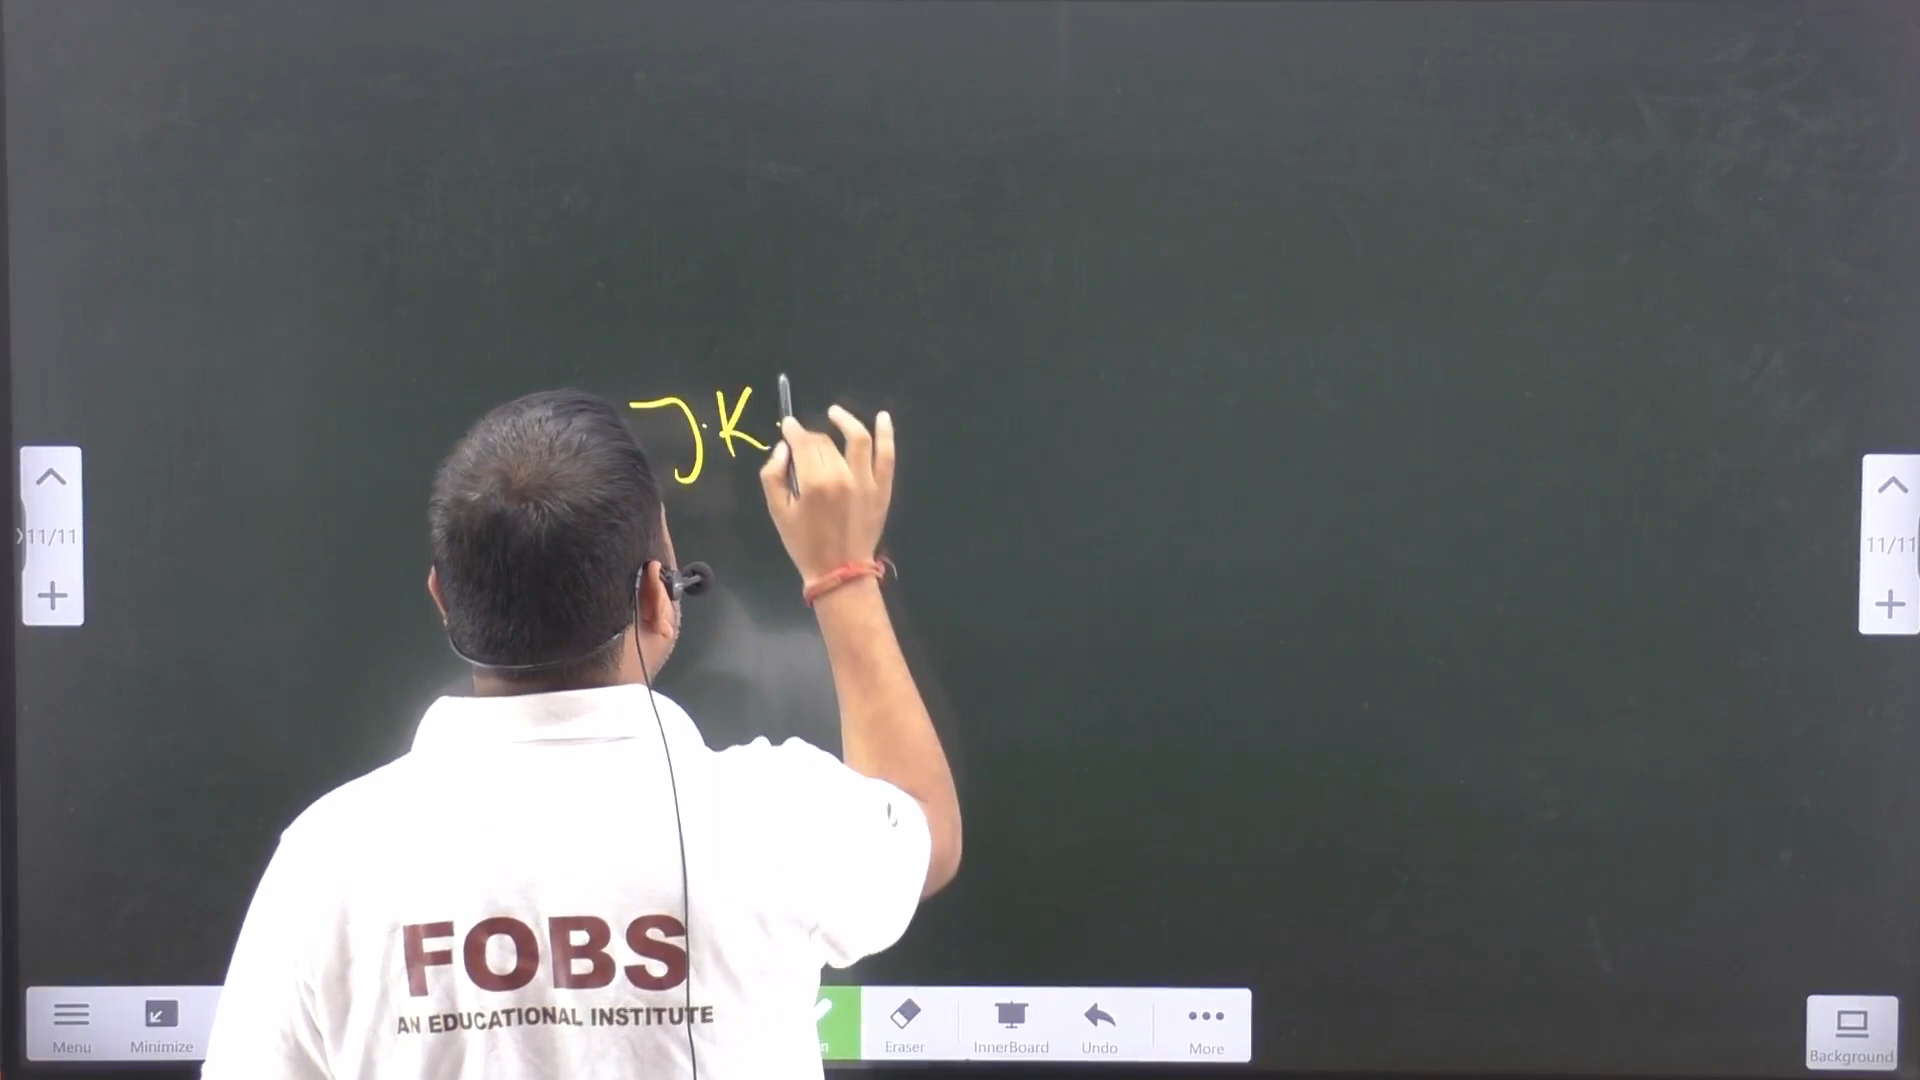 J.K.
11/11
11/11
FOBS
AN EDUCATIONAL INSTITUTE
Menu
Minimize
Eraser
InnerBoard
Undo
More
Background